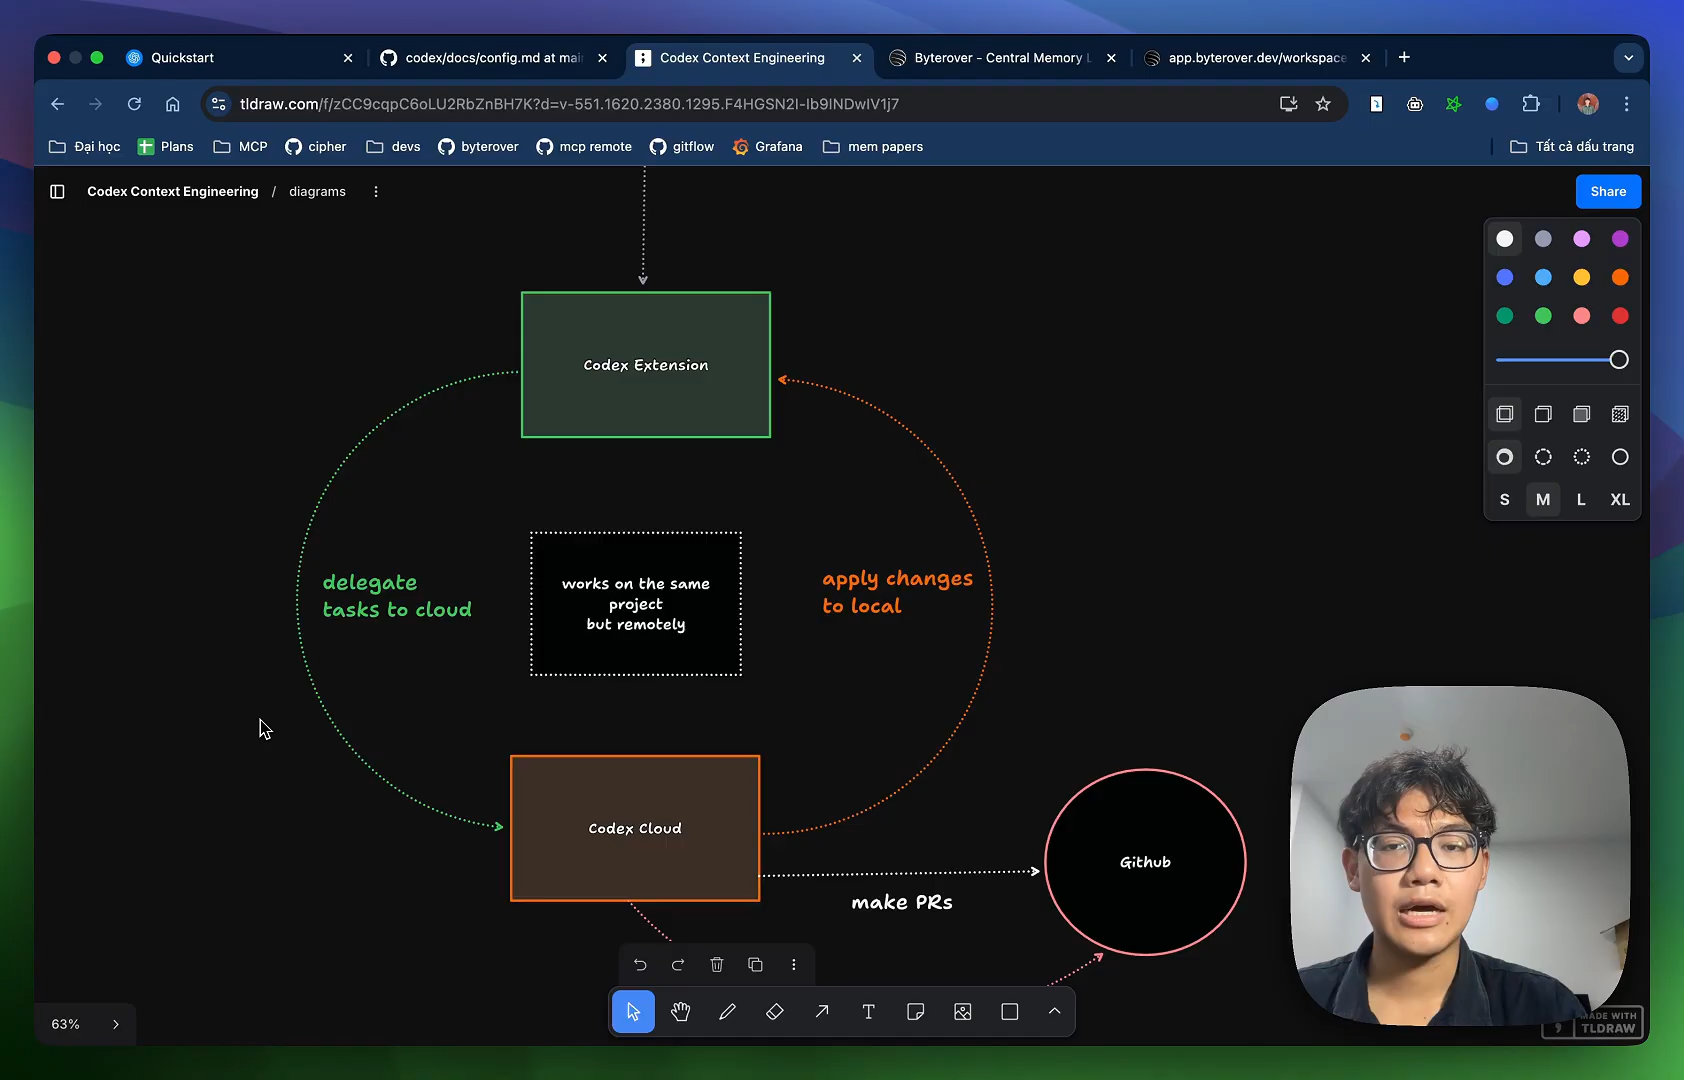 Quickstart
codex/docs/config.md at mai
Codex Context Engineering
Byterover - Central Memory L
app.byterover.dev/workspace
tldraw.com/f/zCC9cqpC6oLU2RbZnBH7K?d=v-551.1620.2380.1295.F4HGSN2I-Ib9INDwIV1j7
Đại học
Plans
MCP
cipher
devs
byterover
mcp remote
gitflow
Grafana
mem papers
Tất cả dấu trang
Codex Context Engineering / diagrams
Share
S M L XL
Codex Extension
delegate
tasks to cloud
works on the same
project
but remotely
apply changes
to local
Codex Cloud
Github
make PRs
63%
MADE WITH
TLDRAW